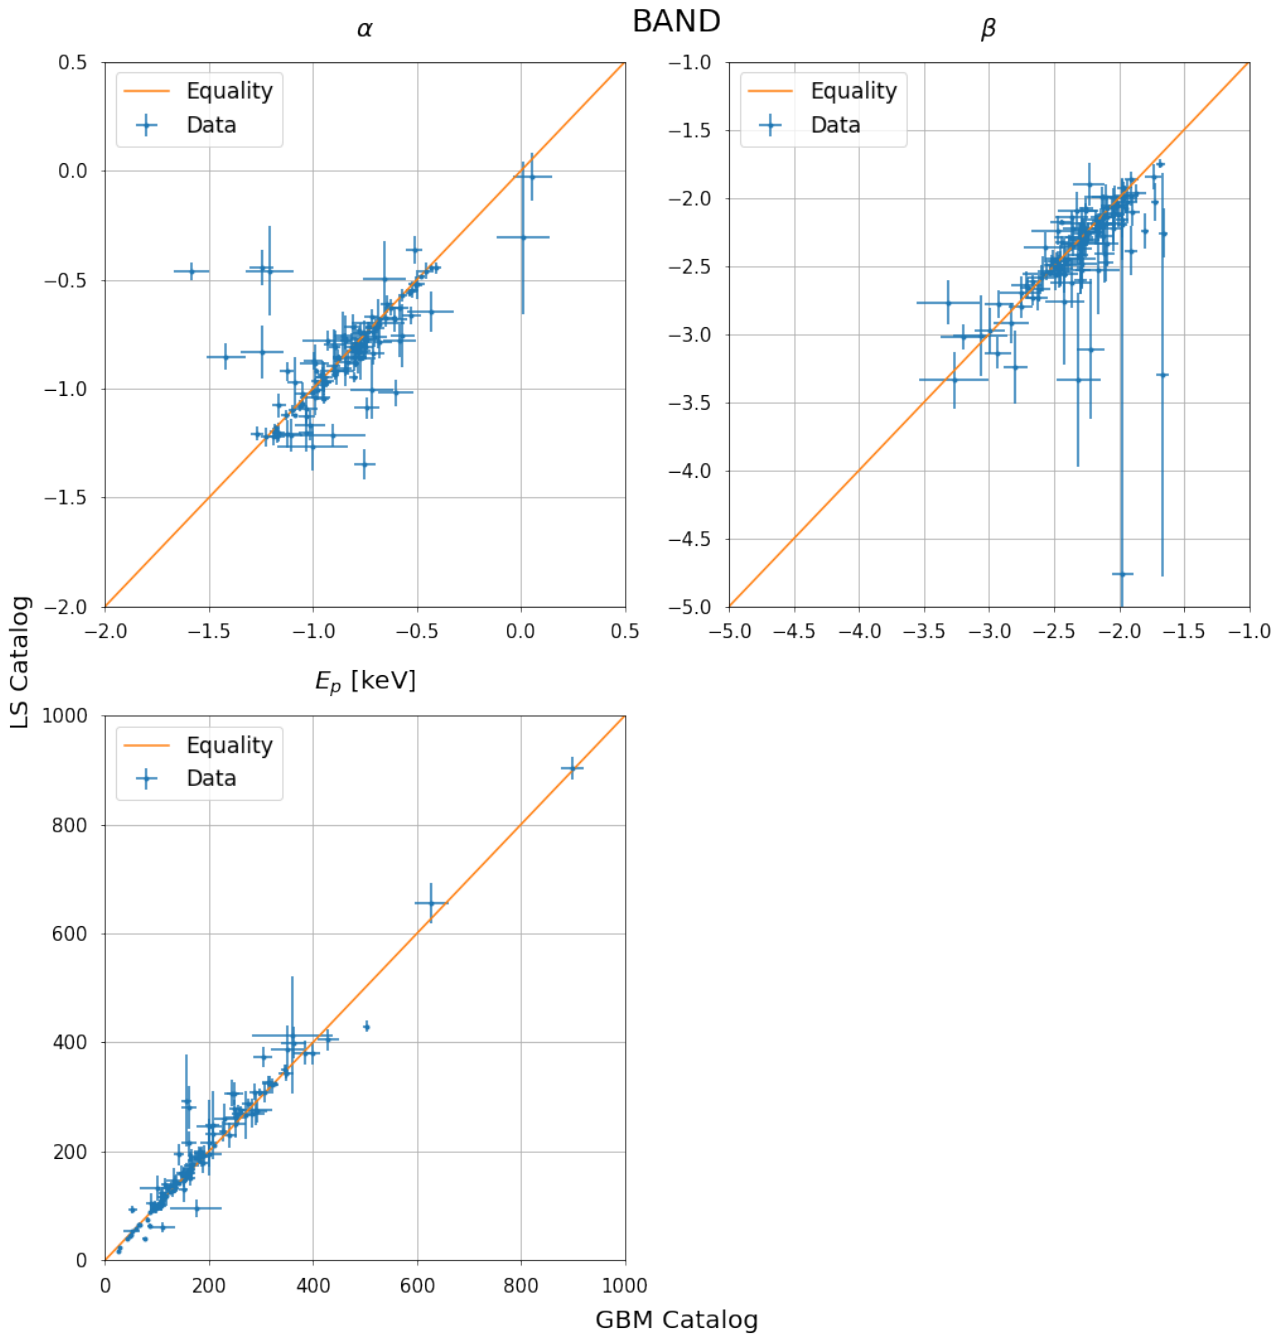 BAND
α
0.5
0.0
−0.5
−1.0
−1.5
−2.0
−2.0 −1.5 −1.0 −0.5 0.0 0.5
Equality
Data
β
−1.0
−1.5
−2.0
−2.5
−3.0
−3.5
−4.0
−4.5
−5.0
−5.0 −4.5 −4.0 −3.5 −3.0 −2.5 −2.0 −1.5 −1.0
Equality
Data
LS Catalog
E_p [keV]
1000
800
600
400
200
0
0 200 400 600 800 1000
Equality
Data
GBM Catalog